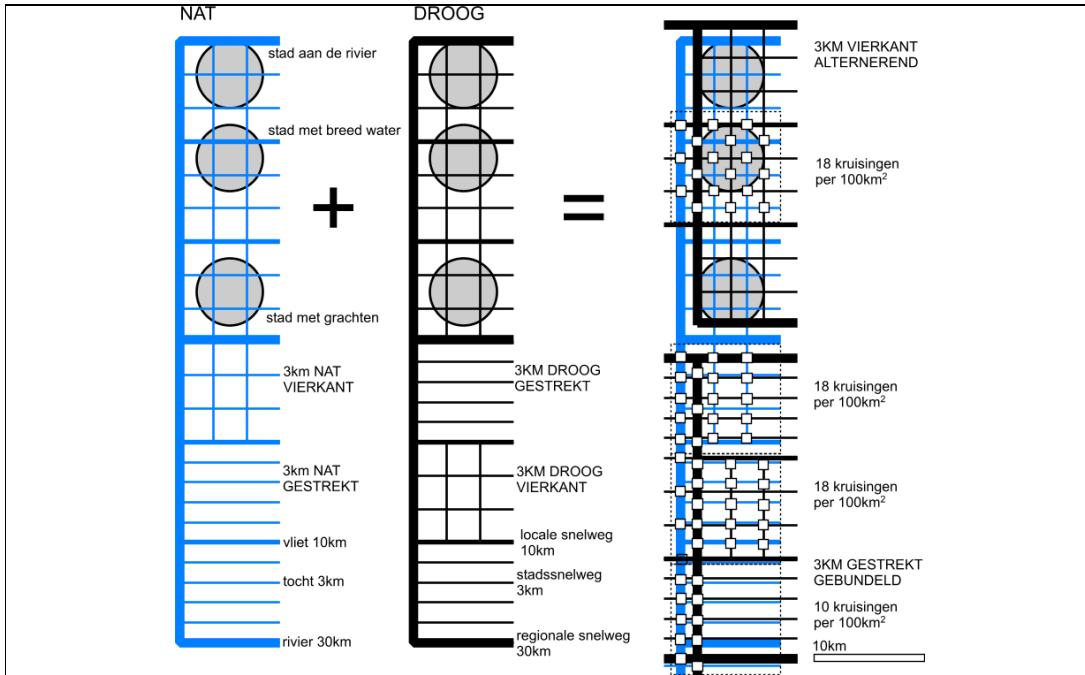 NAT
stad aan de rivier
stad met breed water
stad met grachten
3km NAT
VIERKANT
3km NAT
GESTREKT
vliet 10km
tocht 3km
rivier 30km
+
DROOG
3KM DROOG
GESTREKT
3KM DROOG
VIERKANT
locale snelweg
10km
stadssnelweg
3km
regionale snelweg
30km
=
3KM VIERKANT
ALTERNEREND
18 kruisingen
per 100km²
18 kruisingen
per 100km²
18 kruisingen
per 100km²
3KM GESTREKT
GEBUNDELD
10 kruisingen
per 100km²
10km